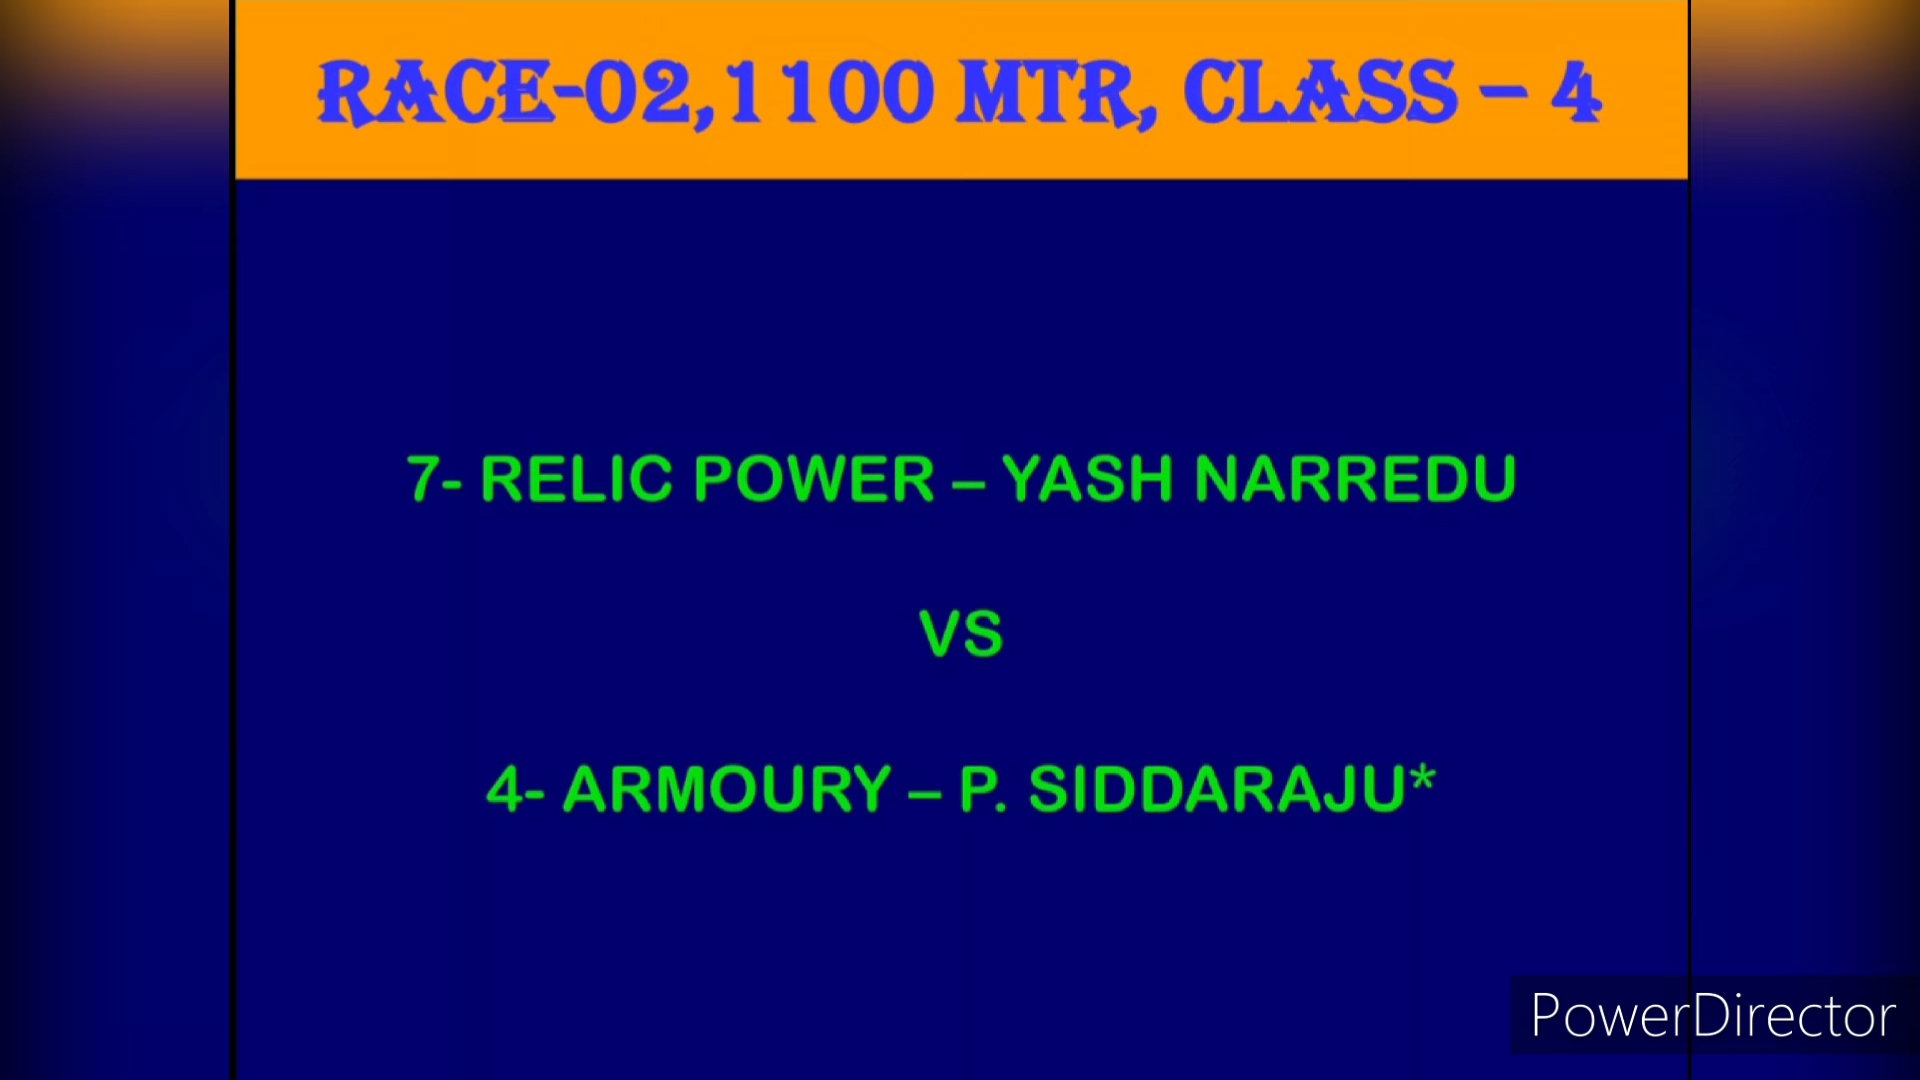 RACE-02,1100 MTR, CLASS – 4
7- RELIC POWER – YASH NARREDU
VS
4- ARMOURY – P. SIDDARAJU*
PowerDirector